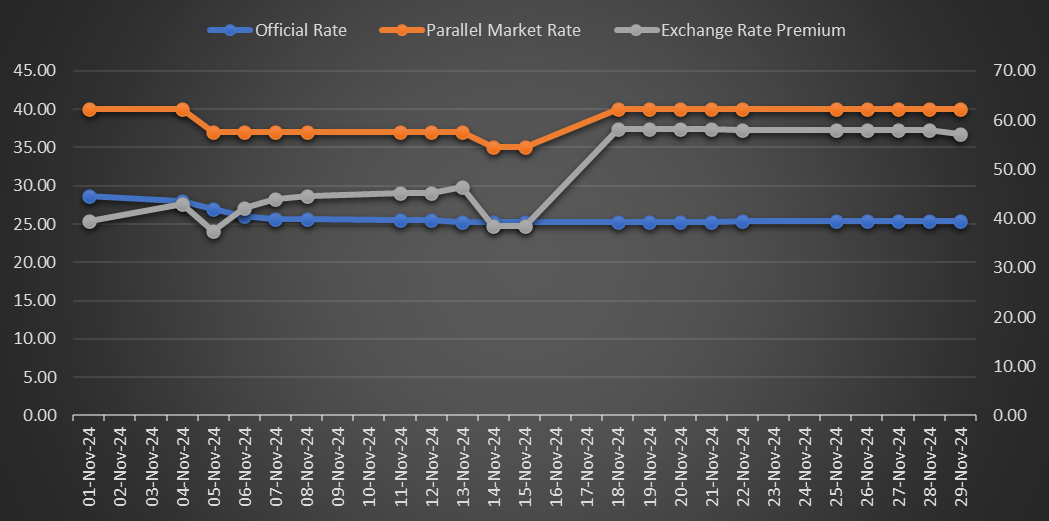 Official Rate Parallel Market Rate Exchange Rate Premium
45.00 70.00
40.00 60.00
35.00 50.00
30.00 40.00
25.00 30.00
20.00 20.00
15.00 10.00
10.00 0.00
5.00
0.00
01-Nov-24
02-Nov-24
03-Nov-24
04-Nov-24
05-Nov-24
06-Nov-24
07-Nov-24
08-Nov-24
09-Nov-24
10-Nov-24
11-Nov-24
12-Nov-24
13-Nov-24
14-Nov-24
15-Nov-24
16-Nov-24
17-Nov-24
18-Nov-24
19-Nov-24
20-Nov-24
21-Nov-24
22-Nov-24
23-Nov-24
24-Nov-24
25-Nov-24
26-Nov-24
27-Nov-24
28-Nov-24
29-Nov-24